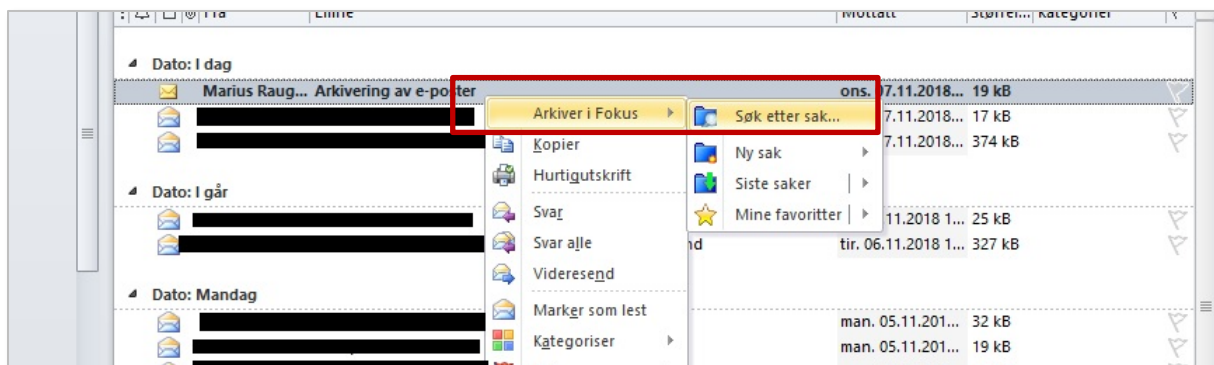 Fra Emne Mottatt Større... Kategorier
Dato: I dag
Marius Raug... Arkivering av e-poster ons. 07.11.2018... 19 kB
Arkiver i Fokus Søk etter sak... 7.11.2018... 17 kB
Kopier Ny sak 7.11.2018... 374 kB
Hurtigutskrift Siste saker
Dato: I går
Svar Mine favoritter 11.2018 1... 25 kB
Svar alle nd tir. 06.11.2018 1... 327 kB
Videresend
Dato: Mandag
Marker som lest man. 05.11.201... 32 kB
Kategoriser man. 05.11.201... 19 kB